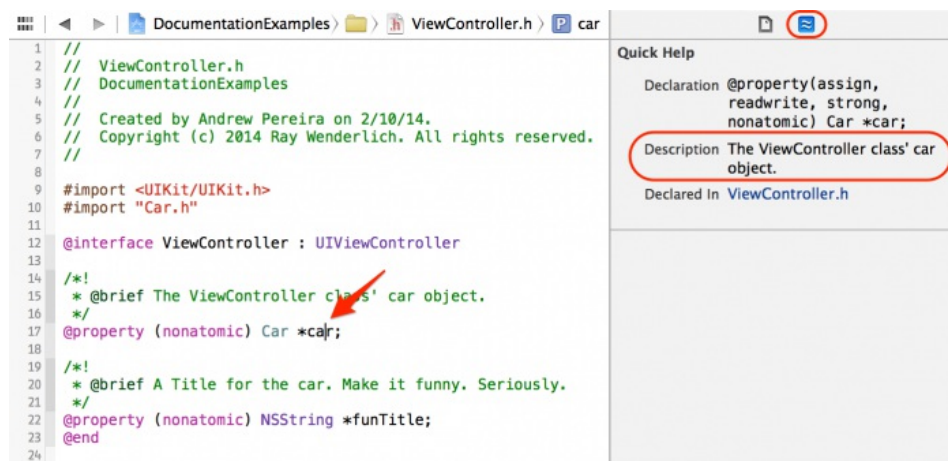 DocumentationExamples ViewController.h P car
1 //
2 //  ViewController.h
3 //  DocumentationExamples
4 //
5 //  Created by Andrew Pereira on 2/10/14.
6 //  Copyright (c) 2014 Ray Wenderlich. All rights reserved.
7 //
8
9 #import <UIKit/UIKit.h>
10 #import "Car.h"
11
12 @interface ViewController : UIViewController
13
14 /*!
15  * @brief The ViewController class' car object.
16  */
17 @property (nonatomic) Car *car;
18
19 /*!
20  * @brief A Title for the car. Make it funny. Seriously.
21  */
22 @property (nonatomic) NSString *funTitle;
23 @end
24
Quick Help
Declaration @property(assign,
readwrite, strong,
nonatomic) Car *car;
Description The ViewController class' car
object.
Declared In ViewController.h